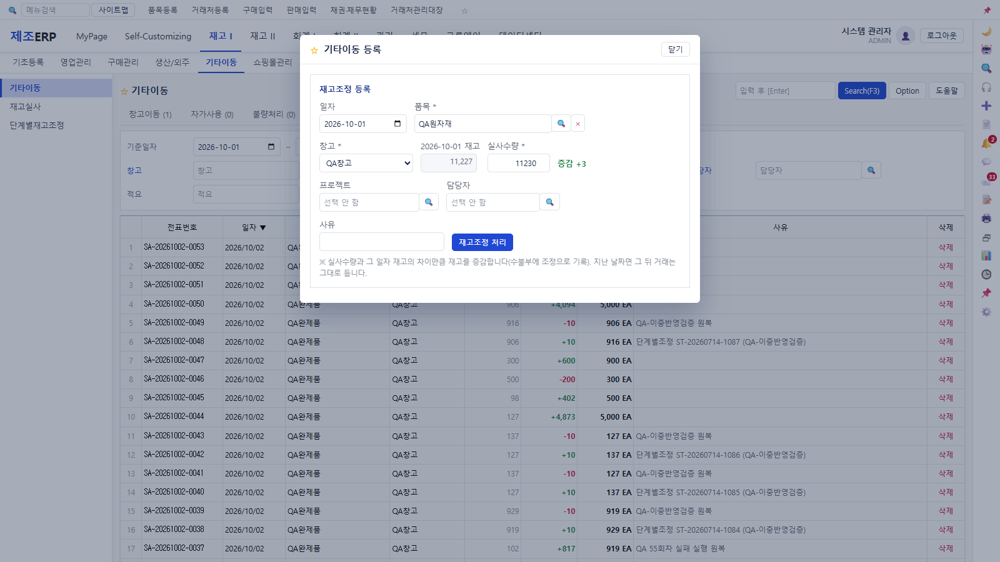 메뉴검색 사이트맵 품목등록 거래처등록 구매입력 판매입력 채권·채무현황 거래처관리대장 ☆
제조ERP MyPage Self-Customizing 재고 I 재고 II
시스템 관리자
ADMIN
로그아웃
기초등록 영업관리 구매관리 생산/외주 기타이동 쇼핑몰관리
기타이동
재고실사
단계별재고조정
☆ 기타이동
입력 후 [Enter] Search(F3) Option 도움말
창고이동 (1) 자가사용 (0) 불량처리 (0)
기준일자 2026-10-01 ~
창고 창고
담당자
적요 적요
2
33
☆ 기타이동 등록 닫기
재고조정 등록
일자 품목 *
2026-10-01 QA원자재 ×
창고 * 2026-10-01 재고 실사수량 *
QA창고 11,227 11230 증감 +3
프로젝트 담당자
선택 안 함 선택 안 함
사유
재고조정 처리
※ 실사수량과 그 일자 재고의 차이만큼 재고를 증감합니다(수불부에 조정으로 기록). 지난 날짜면 그 뒤 거래는
그대로 둡니다.
전표번호 일자 ▼ 사유 삭제
1 SA-20261002-0053 2026/10/02 삭제
2 SA-20261002-0052 2026/10/02 삭제
3 SA-20261002-0051 2026/10/02 삭제
4 SA-20261002-0050 2026/10/02 QA완제품 QA창고 906 +4,094 5,000 EA 삭제
5 SA-20261002-0049 2026/10/02 QA완제품 QA창고 916 -10 906 EA QA-이중반영검증 원복 삭제
6 SA-20261002-0048 2026/10/02 QA완제품 QA창고 906 +10 916 EA 단계별조정 ST-20260714-1087 (QA-이중반영검증) 삭제
7 SA-20261002-0047 2026/10/02 QA완제품 QA창고 300 +600 900 EA 삭제
8 SA-20261002-0046 2026/10/02 QA완제품 QA창고 500 -200 300 EA 삭제
9 SA-20261002-0045 2026/10/02 QA완제품 QA창고 98 +402 500 EA 삭제
10 SA-20261002-0044 2026/10/02 QA완제품 QA창고 127 +4,873 5,000 EA 삭제
11 SA-20261002-0043 2026/10/02 QA완제품 QA창고 137 -10 127 EA QA-이중반영검증 원복 삭제
12 SA-20261002-0042 2026/10/02 QA완제품 QA창고 127 +10 137 EA 단계별조정 ST-20260714-1086 (QA-이중반영검증) 삭제
13 SA-20261002-0041 2026/10/02 QA완제품 QA창고 137 -10 127 EA QA-이중반영검증 원복 삭제
14 SA-20261002-0040 2026/10/02 QA완제품 QA창고 127 +10 137 EA 단계별조정 ST-20260714-1085 (QA-이중반영검증) 삭제
15 SA-20261002-0039 2026/10/02 QA완제품 QA창고 929 -10 919 EA QA-이중반영검증 원복 삭제
16 SA-20261002-0038 2026/10/02 QA완제품 QA창고 919 +10 929 EA 단계별조정 ST-20260714-1084 (QA-이중반영검증) 삭제
17 SA-20261002-0037 2026/10/02 QA완제품 QA창고 102 +817 919 EA QA 55회차 실패 실행 원복 삭제